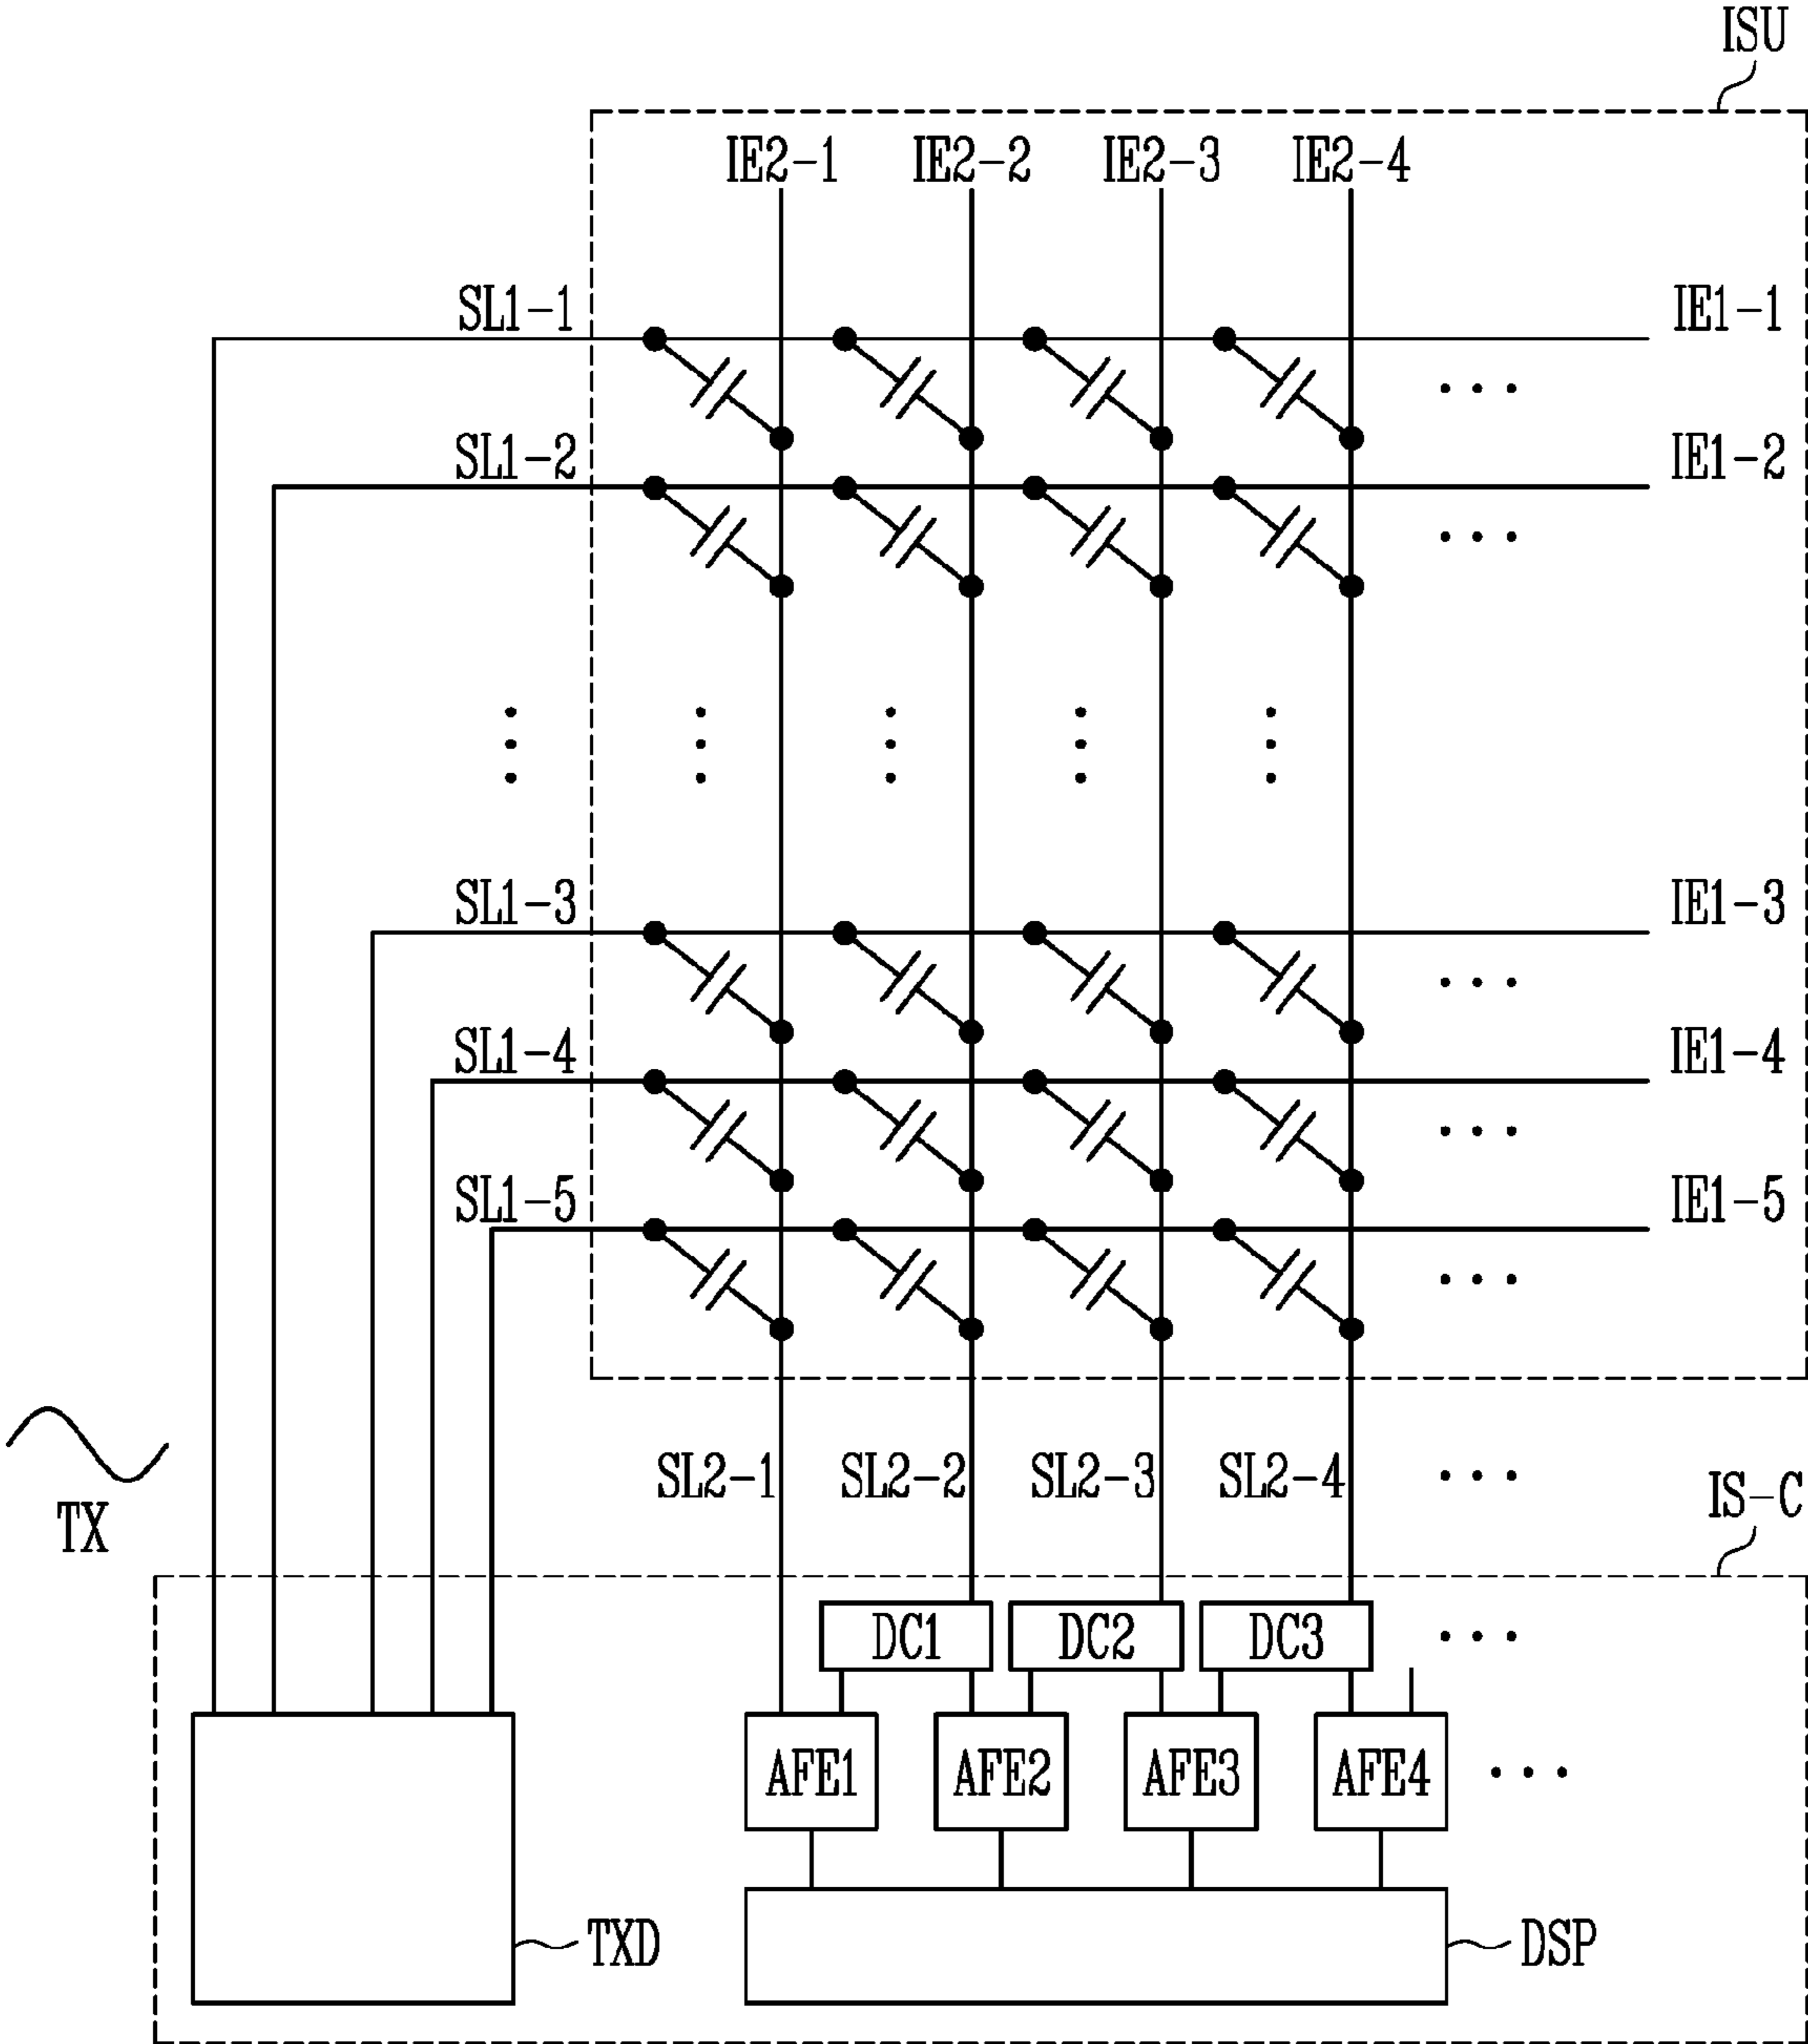 ISU
IE2-1 IE2-2 IE2-3 IE2-4
SL1-1 IE1-1
SL1-2 IE1-2
SL1-3 IE1-3
SL1-4 IE1-4
SL1-5 IE1-5
SL2-1 SL2-2 SL2-3 SL2-4
IS-C
TX
DC1 DC2 DC3
AFE1 AFE2 AFE3 AFE4
TXD DSP